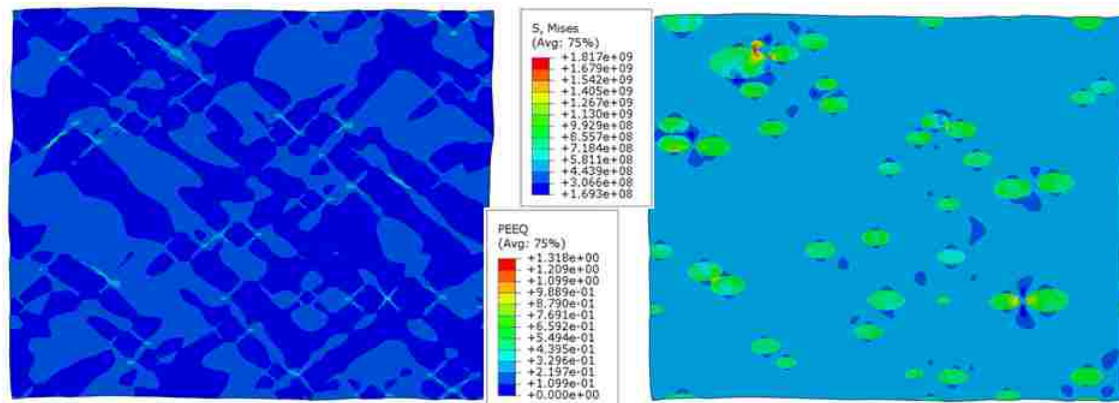 S, Mises
(Avg: 75%)
+1.817e+09
+1.679e+09
+1.542e+09
+1.405e+09
+1.267e+09
+1.130e+09
+9.929e+08
+8.557e+08
+7.184e+08
+5.811e+08
+4.439e+08
+3.066e+08
+1.693e+08
PEEQ
(Avg: 75%)
+1.318e+00
+1.209e+00
+1.099e+00
+9.889e-01
+8.790e-01
+7.691e-01
+6.592e-01
+5.494e-01
+4.395e-01
+3.296e-01
+2.197e-01
+1.099e-01
+0.000e+00